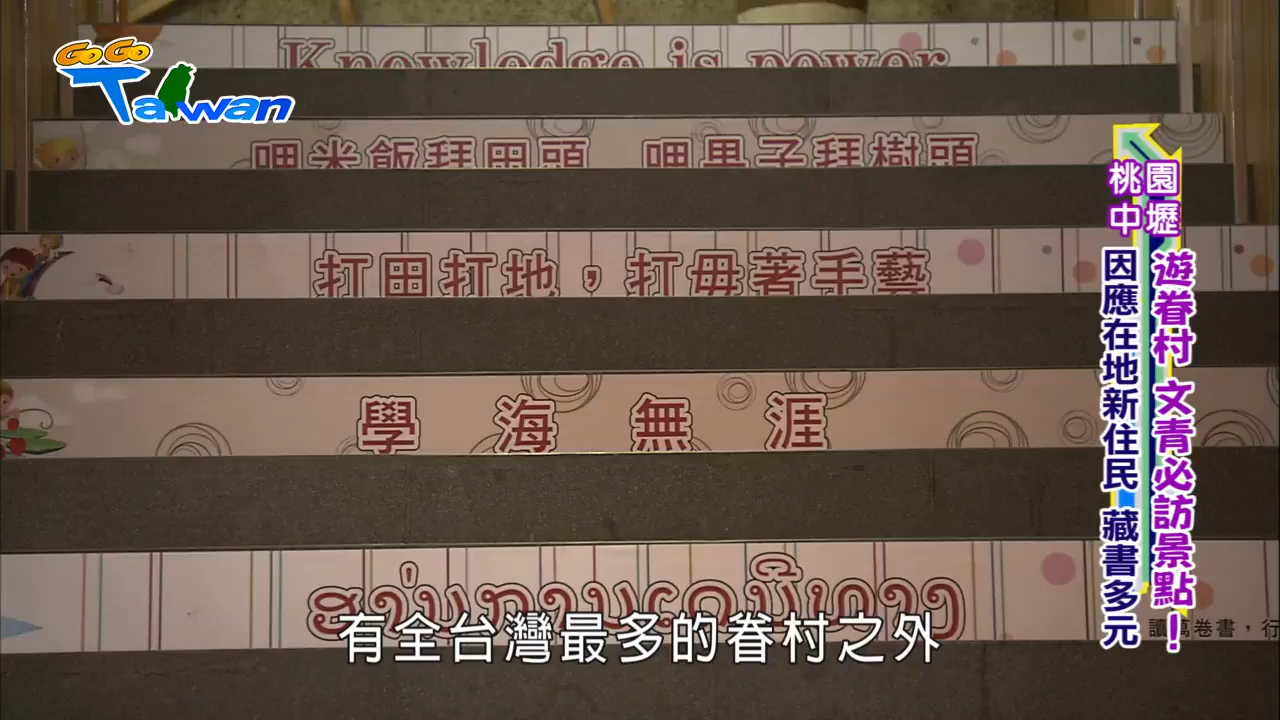 GoGo
Taiwan
Knowledge is power
呷米飯拜田頭 呷果子拜樹頭
打田打地,打毋著手藝
學海無涯
讀萬卷書,行
有全台灣最多的眷村之外
桃園
中壢
遊眷村 文青必訪景點!
因應在地新住民 藏書多元